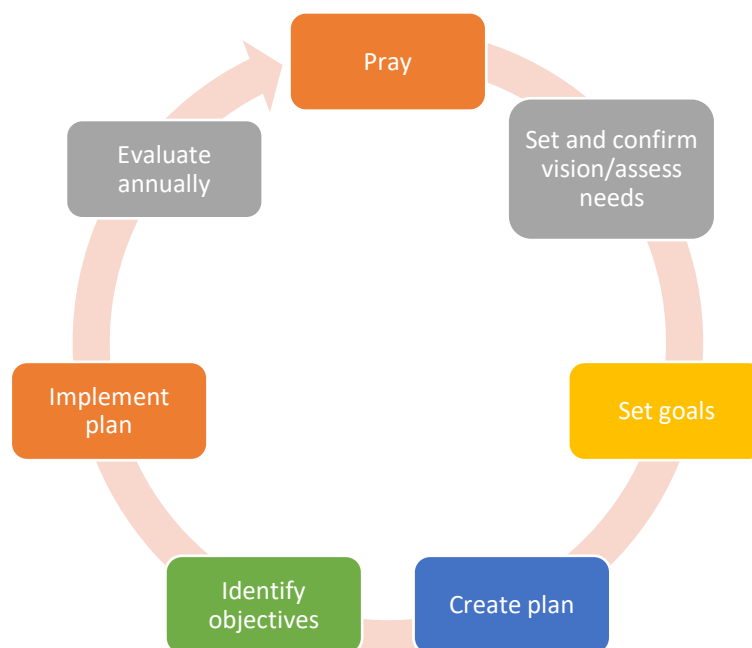 Pray
Set and confirm
vision/assess
needs
Set goals
Create plan
Identify
objectives
Implement
plan
Evaluate
annually